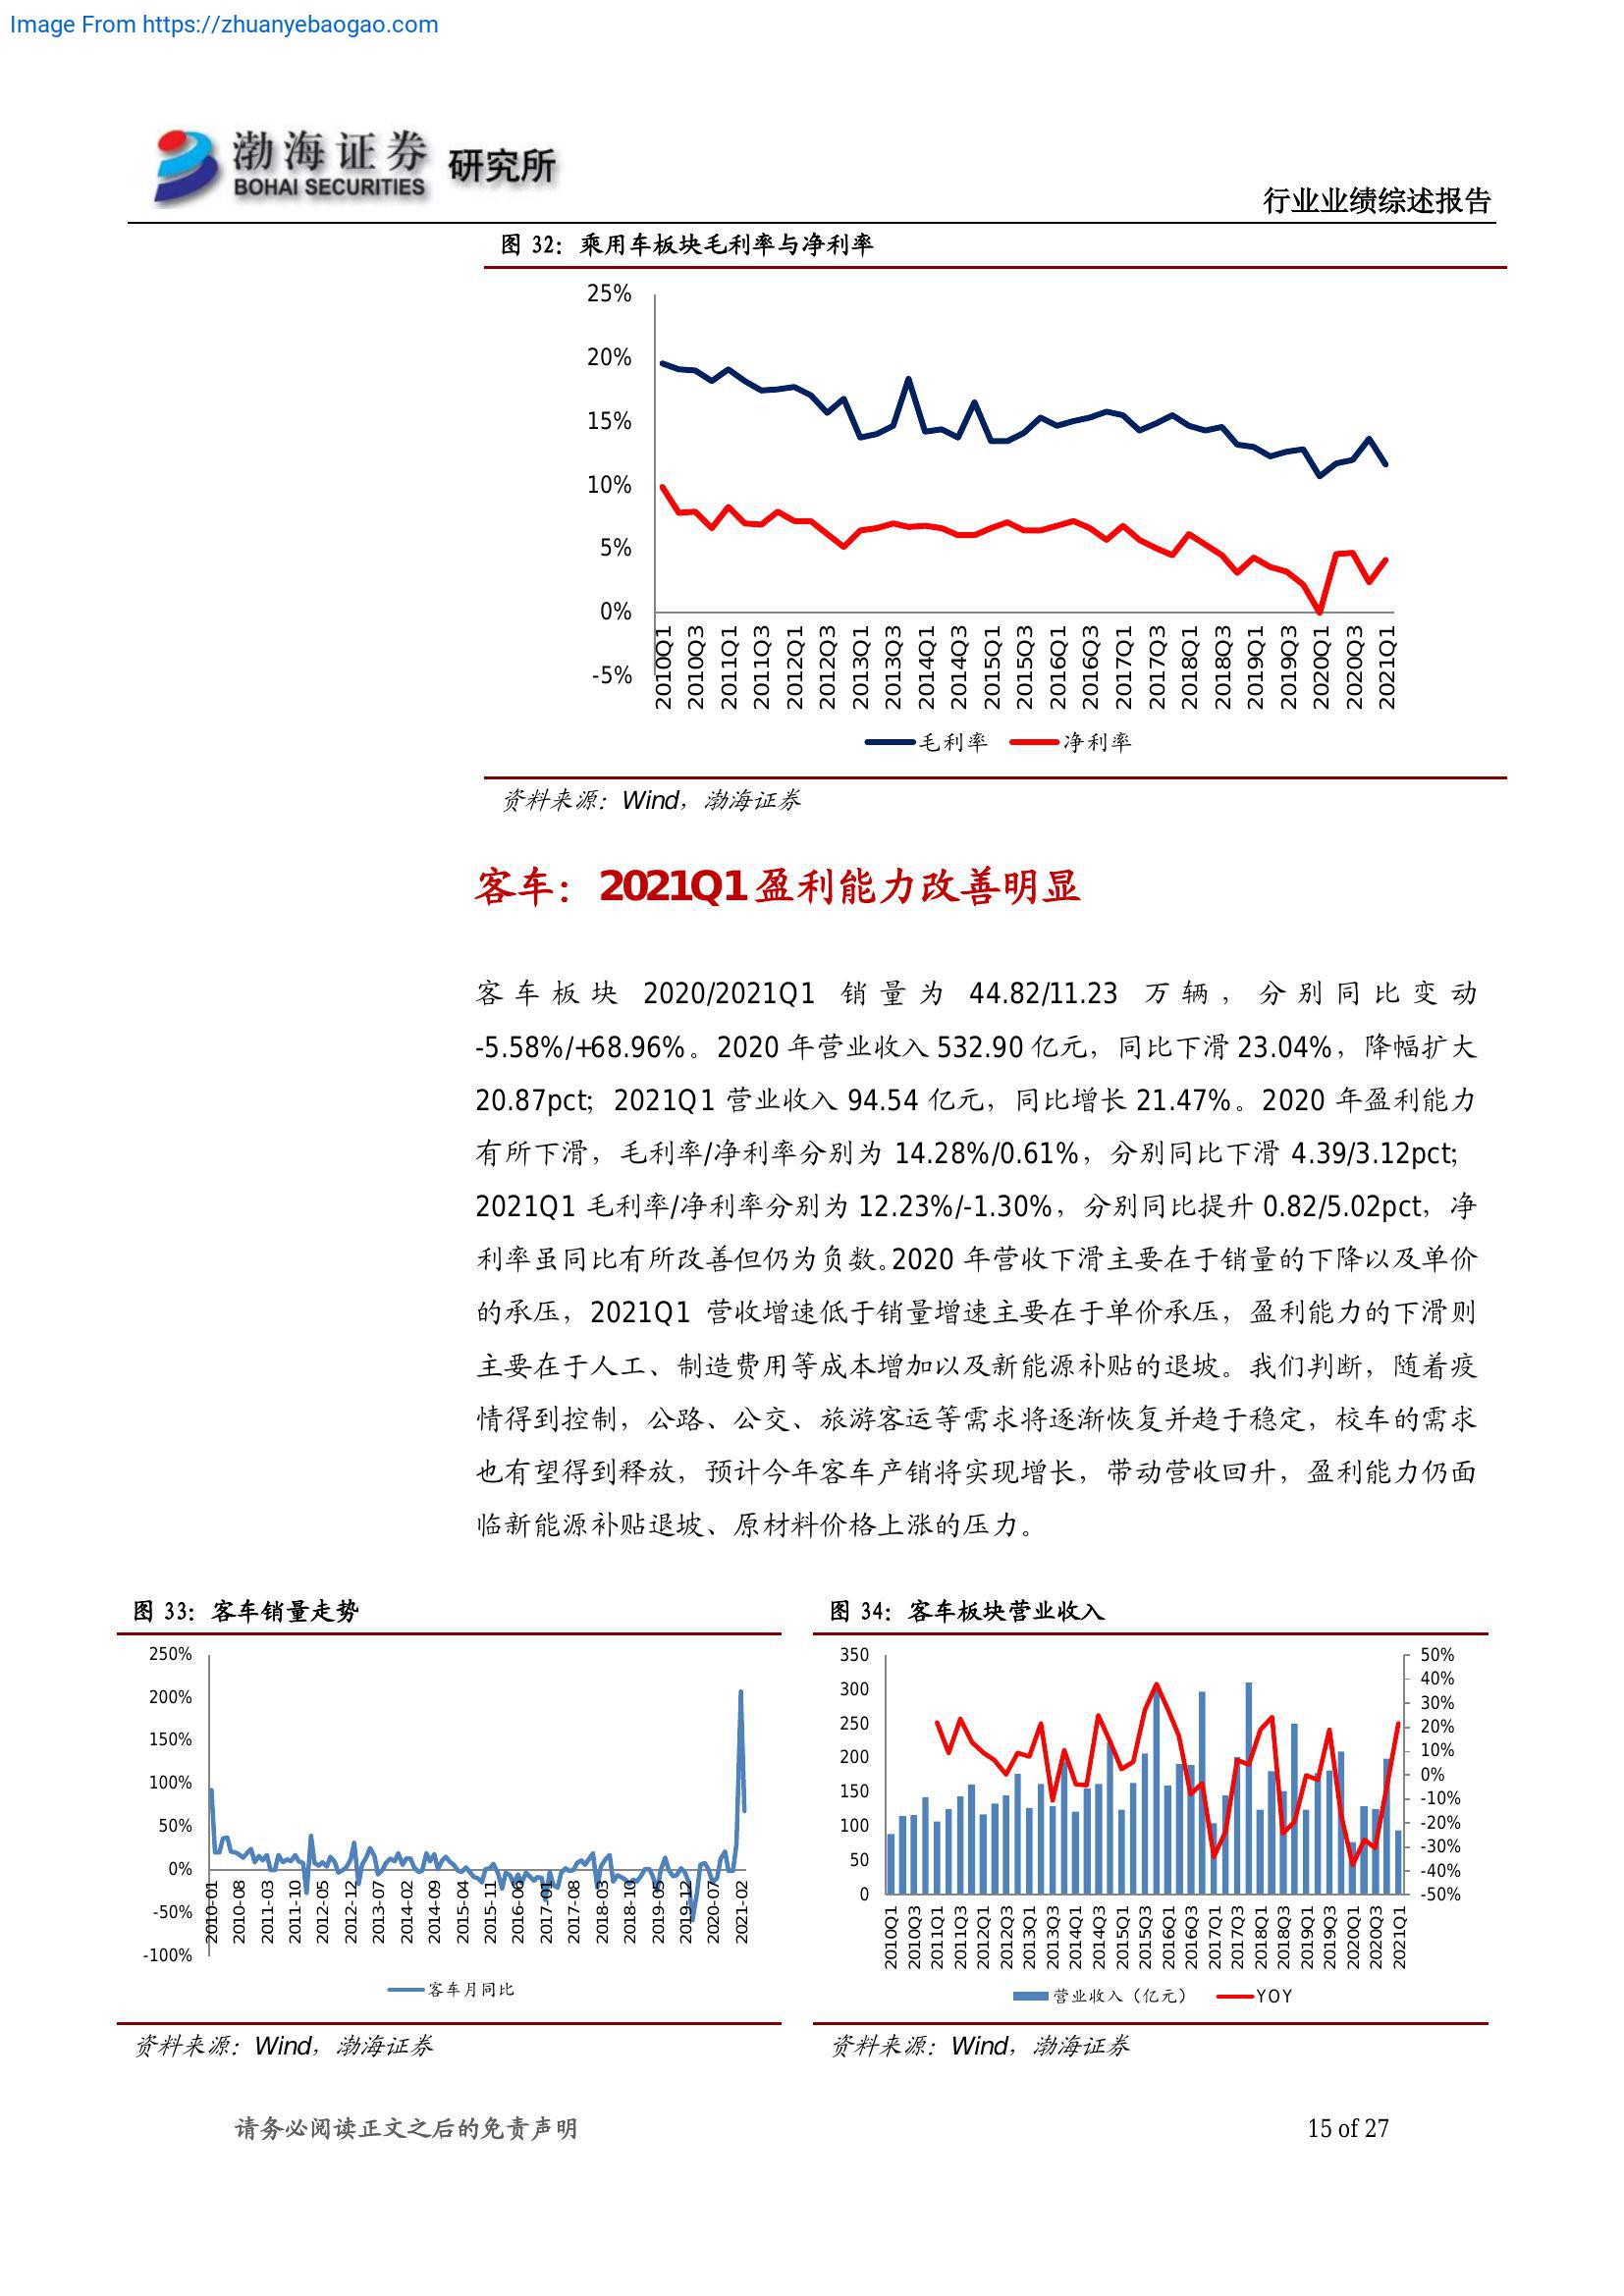 Image From https://zhuanyebaogao.com
渤海证券 研究所
BOHAI SECURITIES
行业业绩综述报告
图 32：乘用车板块毛利率与净利率
25%
20%
15%
10%
5%
0%
-5%
2010Q1 2010Q3 2011Q1 2011Q3 2012Q1 2012Q3 2013Q1 2013Q3 2014Q1 2014Q3 2015Q1 2015Q3 2016Q1 2016Q3 2017Q1 2017Q3 2018Q1 2018Q3 2019Q1 2019Q3 2020Q1 2020Q3 2021Q1
毛利率 净利率
资料来源：Wind，渤海证券
客车：2021Q1 盈利能力改善明显
客车板块 2020/2021Q1 销量为 44.82/11.23 万辆，分别同比变动
-5.58%/+68.96%。2020 年营业收入 532.90 亿元，同比下滑 23.04%，降幅扩大
20.87pct；2021Q1 营业收入 94.54 亿元，同比增长 21.47%。2020 年盈利能力
有所下滑，毛利率/净利率分别为 14.28%/0.61%，分别同比下滑 4.39/3.12pct；
2021Q1 毛利率/净利率分别为 12.23%/-1.30%，分别同比提升 0.82/5.02pct，净
利率虽同比有所改善但仍为负数。2020 年营收下滑主要在于销量的下降以及单价
的承压，2021Q1 营收增速低于销量增速主要在于单价承压，盈利能力的下滑则
主要在于人工、制造费用等成本增加以及新能源补贴的退坡。我们判断，随着疫
情得到控制，公路、公交、旅游客运等需求将逐渐恢复并趋于稳定，校车的需求
也有望得到释放，预计今年客车产销将实现增长，带动营收回升，盈利能力仍面
临新能源补贴退坡、原材料价格上涨的压力。
图 33：客车销量走势
250%
200%
150%
100%
50%
0%
-50%
-100%
2010-01 2010-08 2011-03 2011-10 2012-05 2012-12 2013-07 2014-02 2014-09 2015-04 2015-11 2016-06 2017-01 2017-08 2018-03 2018-10 2019-05 2019-12 2020-07 2021-02
客车月同比
资料来源：Wind，渤海证券
图 34：客车板块营业收入
350
300
250
200
150
100
50
0
50%
40%
30%
20%
10%
0%
-10%
-20%
-30%
-40%
-50%
2010Q1 2010Q3 2011Q1 2011Q3 2012Q1 2012Q3 2013Q1 2013Q3 2014Q1 2014Q3 2015Q1 2015Q3 2016Q1 2016Q3 2017Q1 2017Q3 2018Q1 2018Q3 2019Q1 2019Q3 2020Q1 2020Q3 2021Q1
营业收入（亿元） YOY
资料来源：Wind，渤海证券
请务必阅读正文之后的免责声明
15 of 27